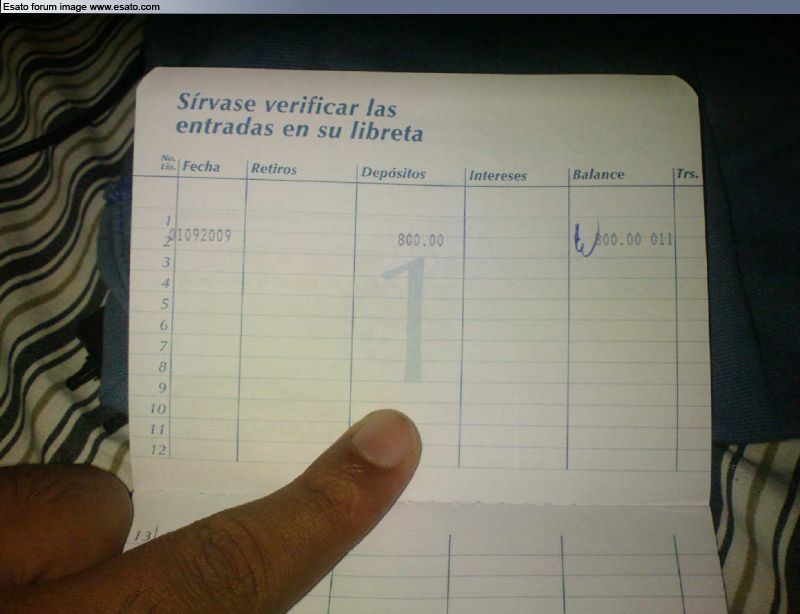 Esato forum image www.esato.com
Sírvase verificar las
entradas en su libreta
No. Lin. Fecha Retiros Depósitos Intereses Balance Trs.
1
2 01092009 800.00 800.00 011
3
4
5
6
7
8
9
10
11
12
1
13